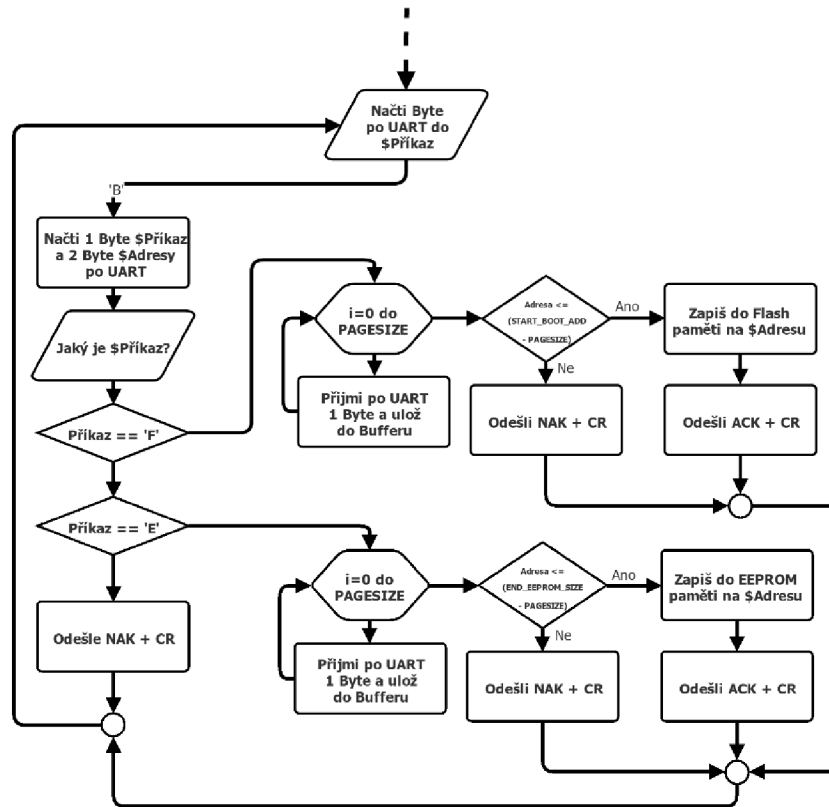 Načti Byte
po UART do
$Příkaz
'B'
Načti 1 Byte $Příkaz
a 2 Byte $Adresy
po UART
Jaký je $Příkaz?
Příkaz == 'F'
i=0 do
PAGESIZE
Přijmi po UART
1 Byte a ulož
do Bufferu
Adresa <=
(START_BOOT_ADD
- PAGESIZE)
Ano
Ne
Zapiš do Flash
paměti na $Adresu
Odešli NAK + CR
Odešli ACK + CR
Příkaz == 'E'
i=0 do
PAGESIZE
Přijmi po UART
1 Byte a ulož
do Bufferu
Adresa <=
(END_EEPROM_SIZE
- PAGESIZE)
Ano
Ne
Zapiš do EEPROM
paměti na $Adresu
Odešle NAK + CR
Odešli NAK + CR
Odešli ACK + CR